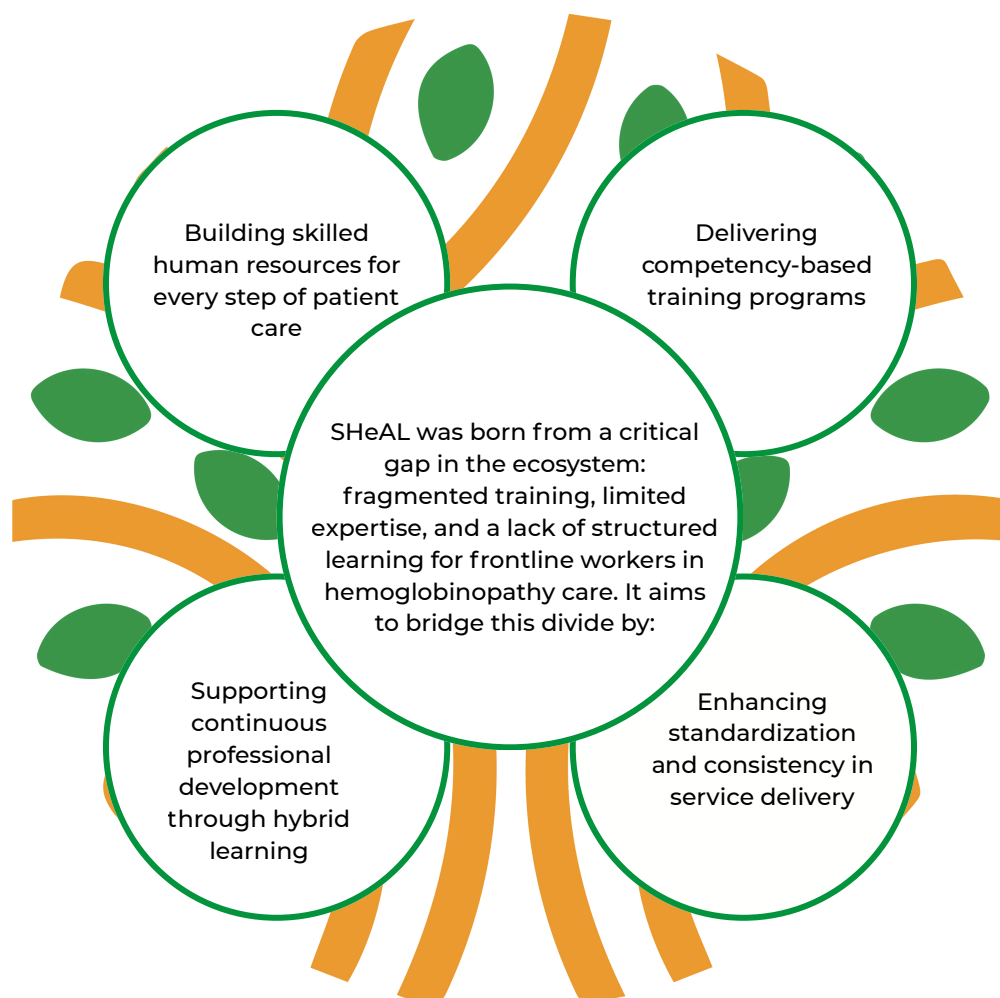 Building skilled
human resources for
every step of patient
care
Delivering
competency-based
training programs
SHeAL was born from a critical
gap in the ecosystem:
fragmented training, limited
expertise, and a lack of structured
learning for frontline workers in
hemoglobinopathy care. It aims
to bridge this divide by:
Supporting
continuous
professional
development
through hybrid
learning
Enhancing
standardization
and consistency in
service delivery